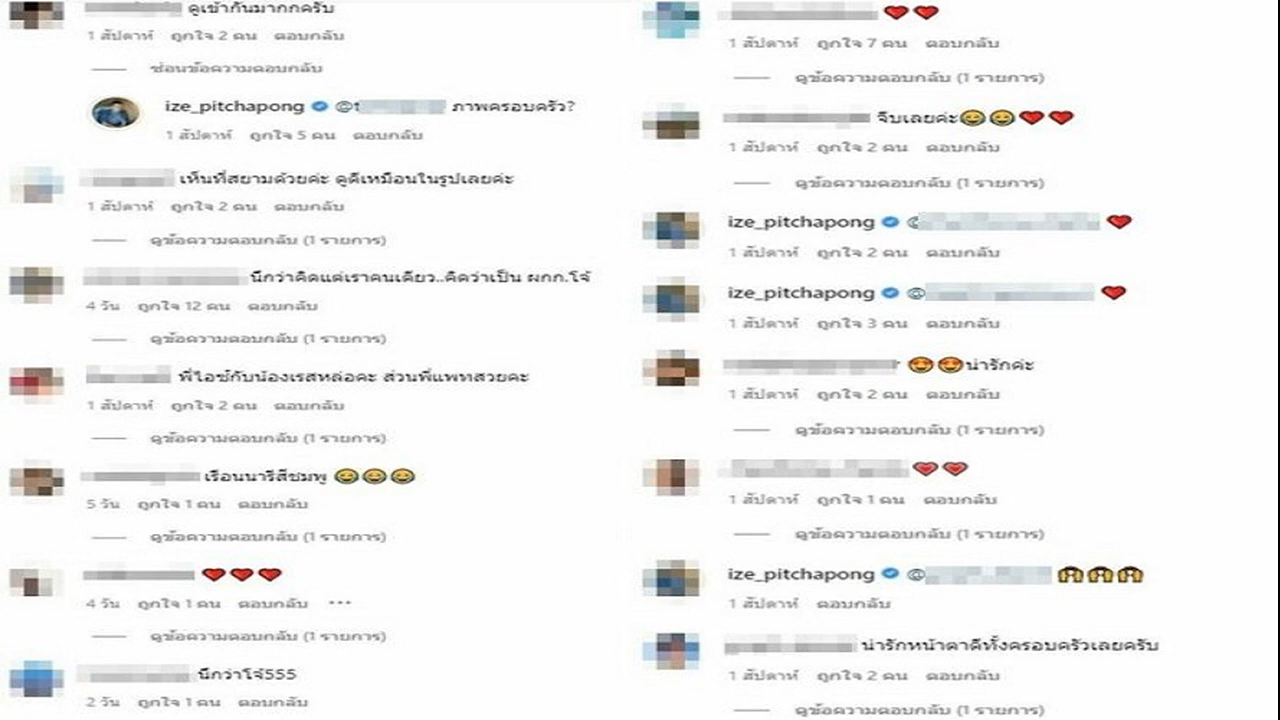 ดูเข้ากันมากกครับ
1 สัปดาห์ ถูกใจ 2 คน ตอบกลับ
ซ่อนข้อความตอบกลับ
ize_pitchapong @t ภาพครอบครัว?
1 สัปดาห์ ถูกใจ 5 คน ตอบกลับ
เห็นที่สยามด้วยค่ะ ดูดีเหมือนในรูปเลยค่ะ
1 สัปดาห์ ถูกใจ 2 คน ตอบกลับ
ดูข้อความตอบกลับ (1 รายการ)
นึกว่าคิดแต่เราคนเดียว..คิดว่าเป็น ผกก.โจ้
4 วัน ถูกใจ 12 คน ตอบกลับ
ดูข้อความตอบกลับ (1 รายการ)
พี่ไอซ์กับน้องเรสหล่อคะ ส่วนพี่แพทสวยคะ
1 สัปดาห์ ถูกใจ 2 คน ตอบกลับ
ดูข้อความตอบกลับ (1 รายการ)
เรือนนารีสีชมพู 😂😂😂
5 วัน ถูกใจ 1 คน ตอบกลับ
ดูข้อความตอบกลับ (1 รายการ)
❤️❤️❤️
4 วัน ถูกใจ 1 คน ตอบกลับ ···
ดูข้อความตอบกลับ (1 รายการ)
นึกว่าโจ้555
2 วัน ถูกใจ 1 คน ตอบกลับ
❤️❤️
1 สัปดาห์ ถูกใจ 7 คน ตอบกลับ
ดูข้อความตอบกลับ (1 รายการ)
จึบเลยค่ะ😂😂❤️❤️
1 สัปดาห์ ถูกใจ 2 คน ตอบกลับ
ดูข้อความตอบกลับ (1 รายการ)
ize_pitchapong @ ❤️
1 สัปดาห์ ถูกใจ 2 คน ตอบกลับ
ize_pitchapong @ ❤️
1 สัปดาห์ ถูกใจ 3 คน ตอบกลับ
😍😍น่ารักค่ะ
1 สัปดาห์ ถูกใจ 2 คน ตอบกลับ
ดูข้อความตอบกลับ (1 รายการ)
💗💗
1 สัปดาห์ ถูกใจ 1 คน ตอบกลับ
ดูข้อความตอบกลับ (1 รายการ)
ize_pitchapong @
1 สัปดาห์ ตอบกลับ
น่ารักหน้าตาดีทั้งครอบครัวเลยครับ
1 สัปดาห์ ถูกใจ 2 คน ตอบกลับ
ดูข้อความตอบกลับ (1 รายการ)